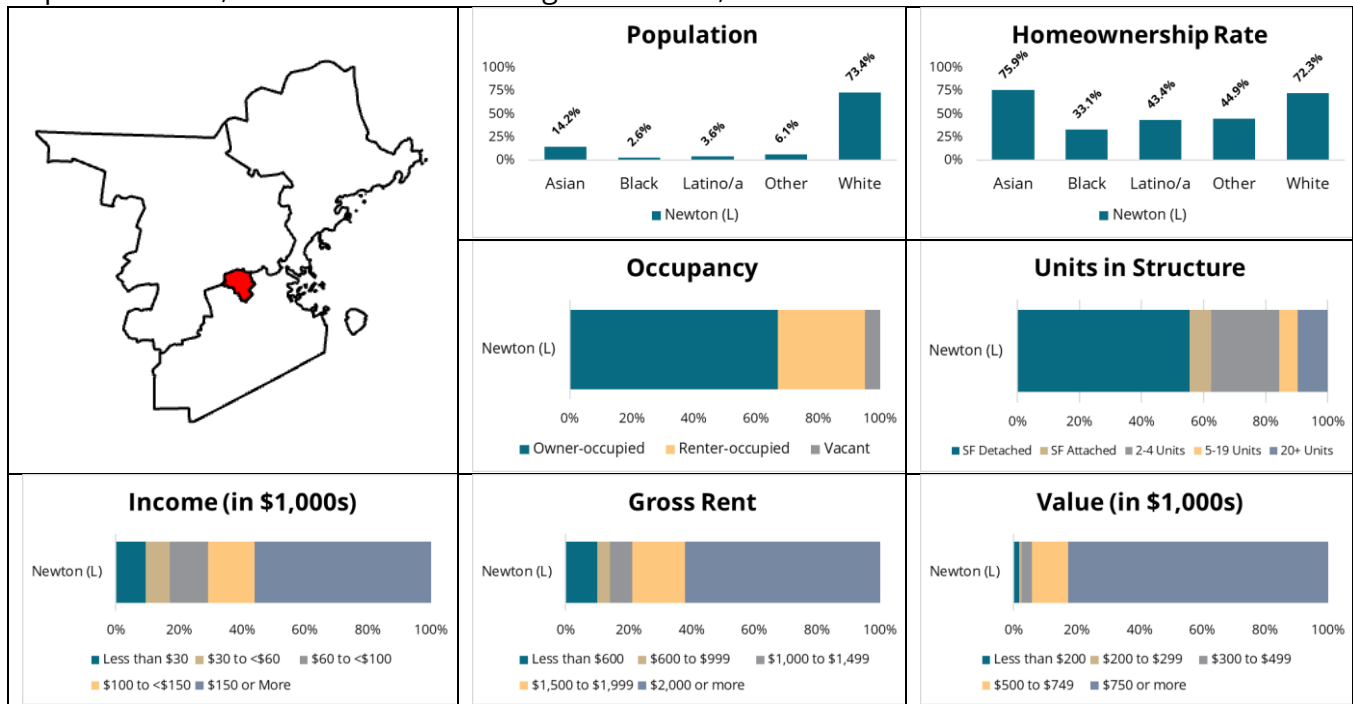 Population
100%
75%
50%
25%
0%
14.2%
2.6%
3.6%
6.1%
73.4%
Asian Black Latino/a Other White
Newton (L)
Homeownership Rate
100%
75%
50%
25%
0%
75.9%
33.1%
43.4%
44.9%
72.3%
Asian Black Latino/a Other White
Newton (L)
Occupancy
Newton (L)
0% 20% 40% 60% 80% 100%
Owner-occupied Renter-occupied Vacant
Units in Structure
Newton (L)
0% 20% 40% 60% 80% 100%
SF Detached SF Attached 2-4 Units 5-19 Units 20+ Units
Income (in $1,000s)
Newton (L)
0% 20% 40% 60% 80% 100%
Less than $30 $30 to <$60 $60 to <$100
$100 to <$150 $150 or More
Gross Rent
Newton (L)
0% 20% 40% 60% 80% 100%
Less than $600 $600 to $999 $1,000 to $1,499
$1,500 to $1,999 $2,000 or more
Value (in $1,000s)
Newton (L)
0% 20% 40% 60% 80% 100%
Less than $200 $200 to $299 $300 to $499
$500 to $749 $750 or more